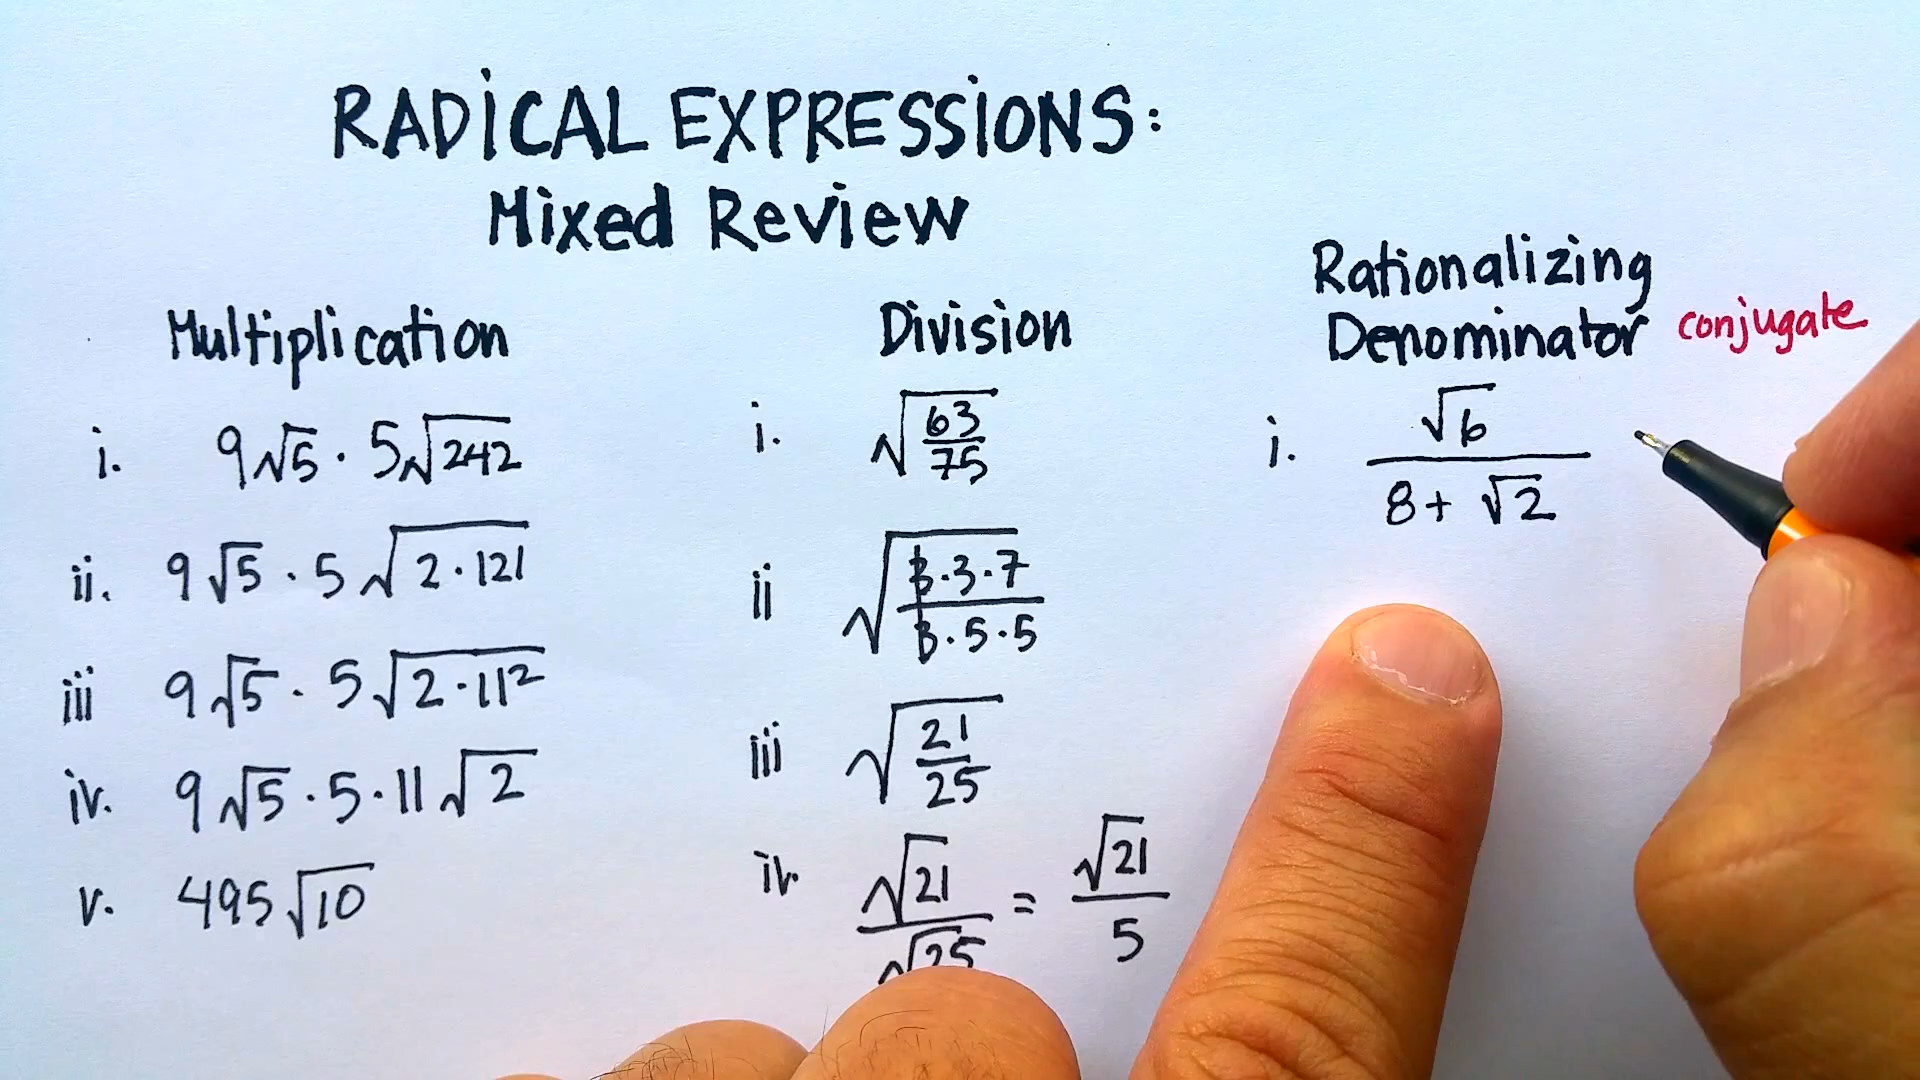 RADICAL EXPRESSIONS:
Mixed Review
Multiplication
i. 9√5 · 5√242
ii. 9√5 · 5√2·121
iii 9√5 · 5√2·11²
iv. 9√5 · 5 · 11√2
v. 495√10
Division
i. √63/75
ii √3·3·7/3·5·5
iii √21/25
iv. √21/√25 = √21/5
Rationalizing
Denominator conjugate
i. √6/8+√2